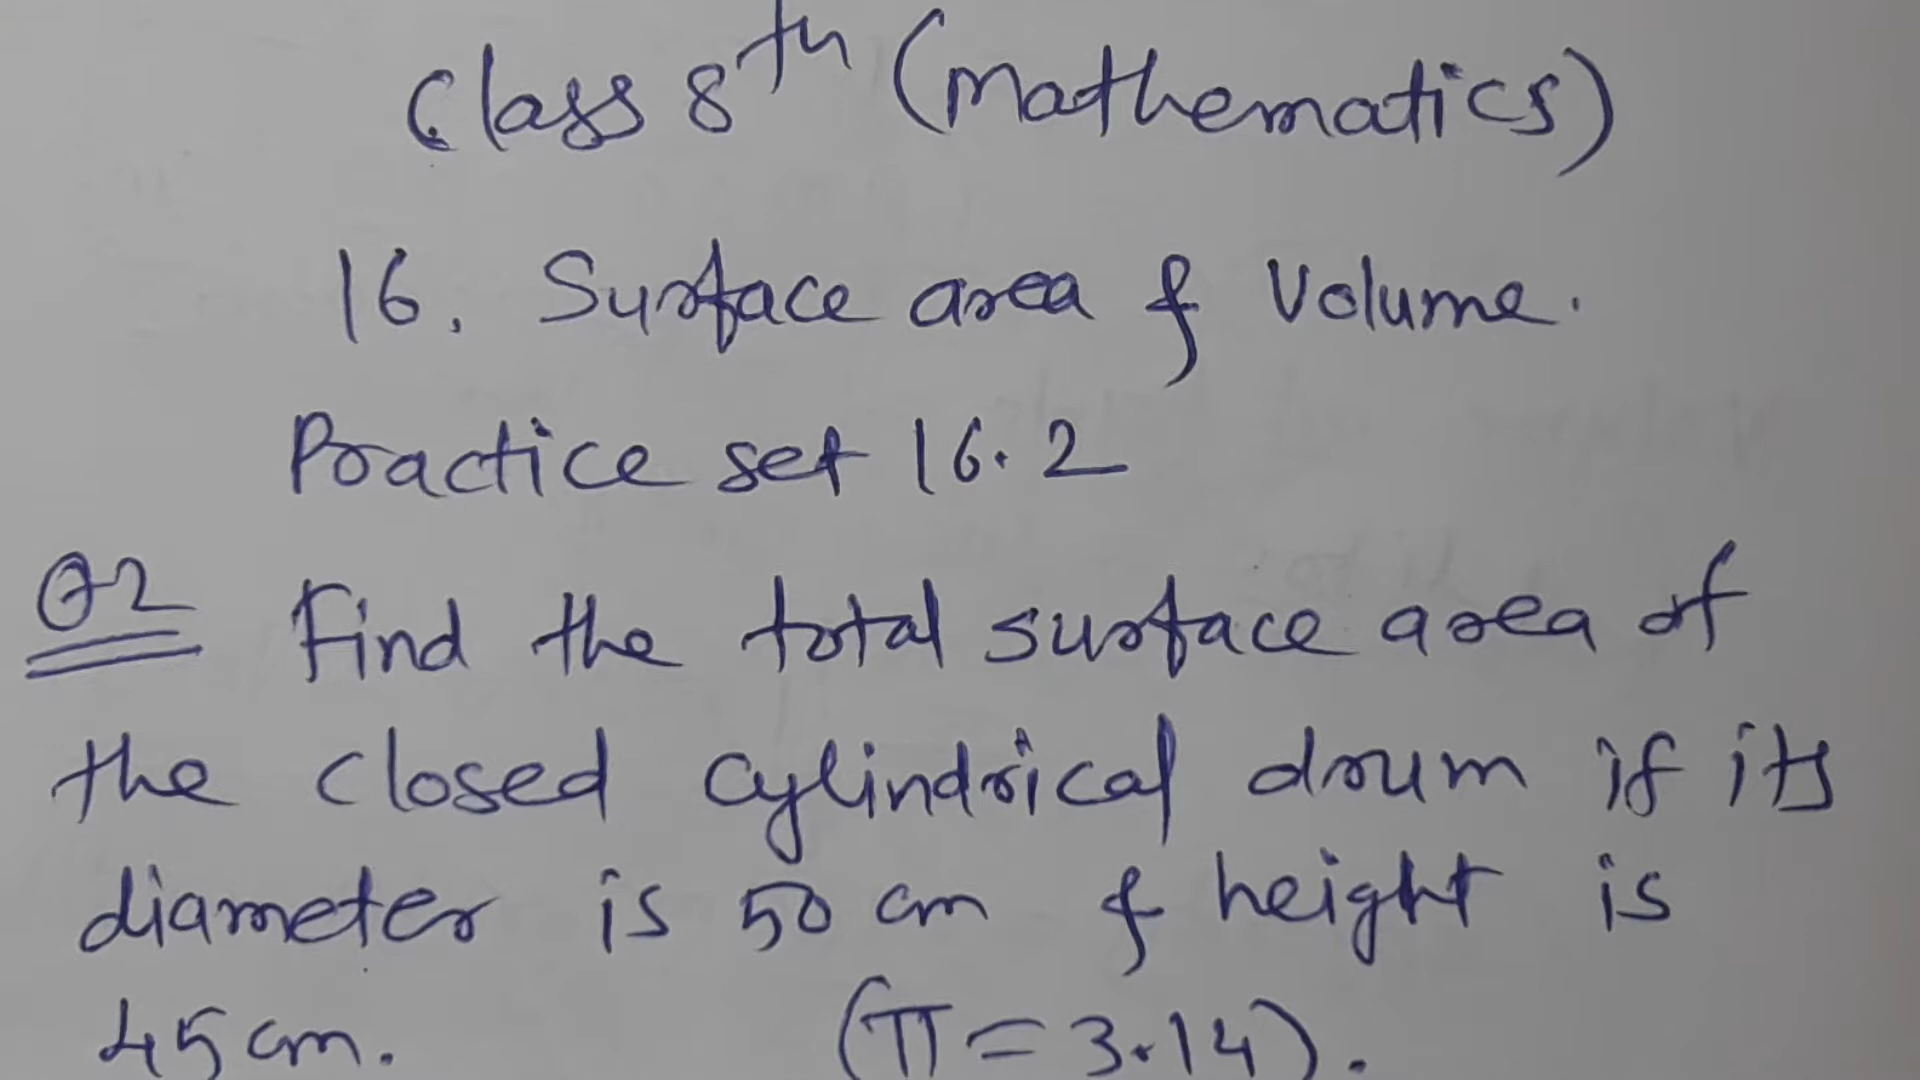 Class 8th (Mathematics)
16. Surface area & Volume.
Practice set 16.2
Q2 Find the total surface area of
the closed cylindrical drum if its
diameter is 50 cm & height is
45 cm. (π = 3.14).